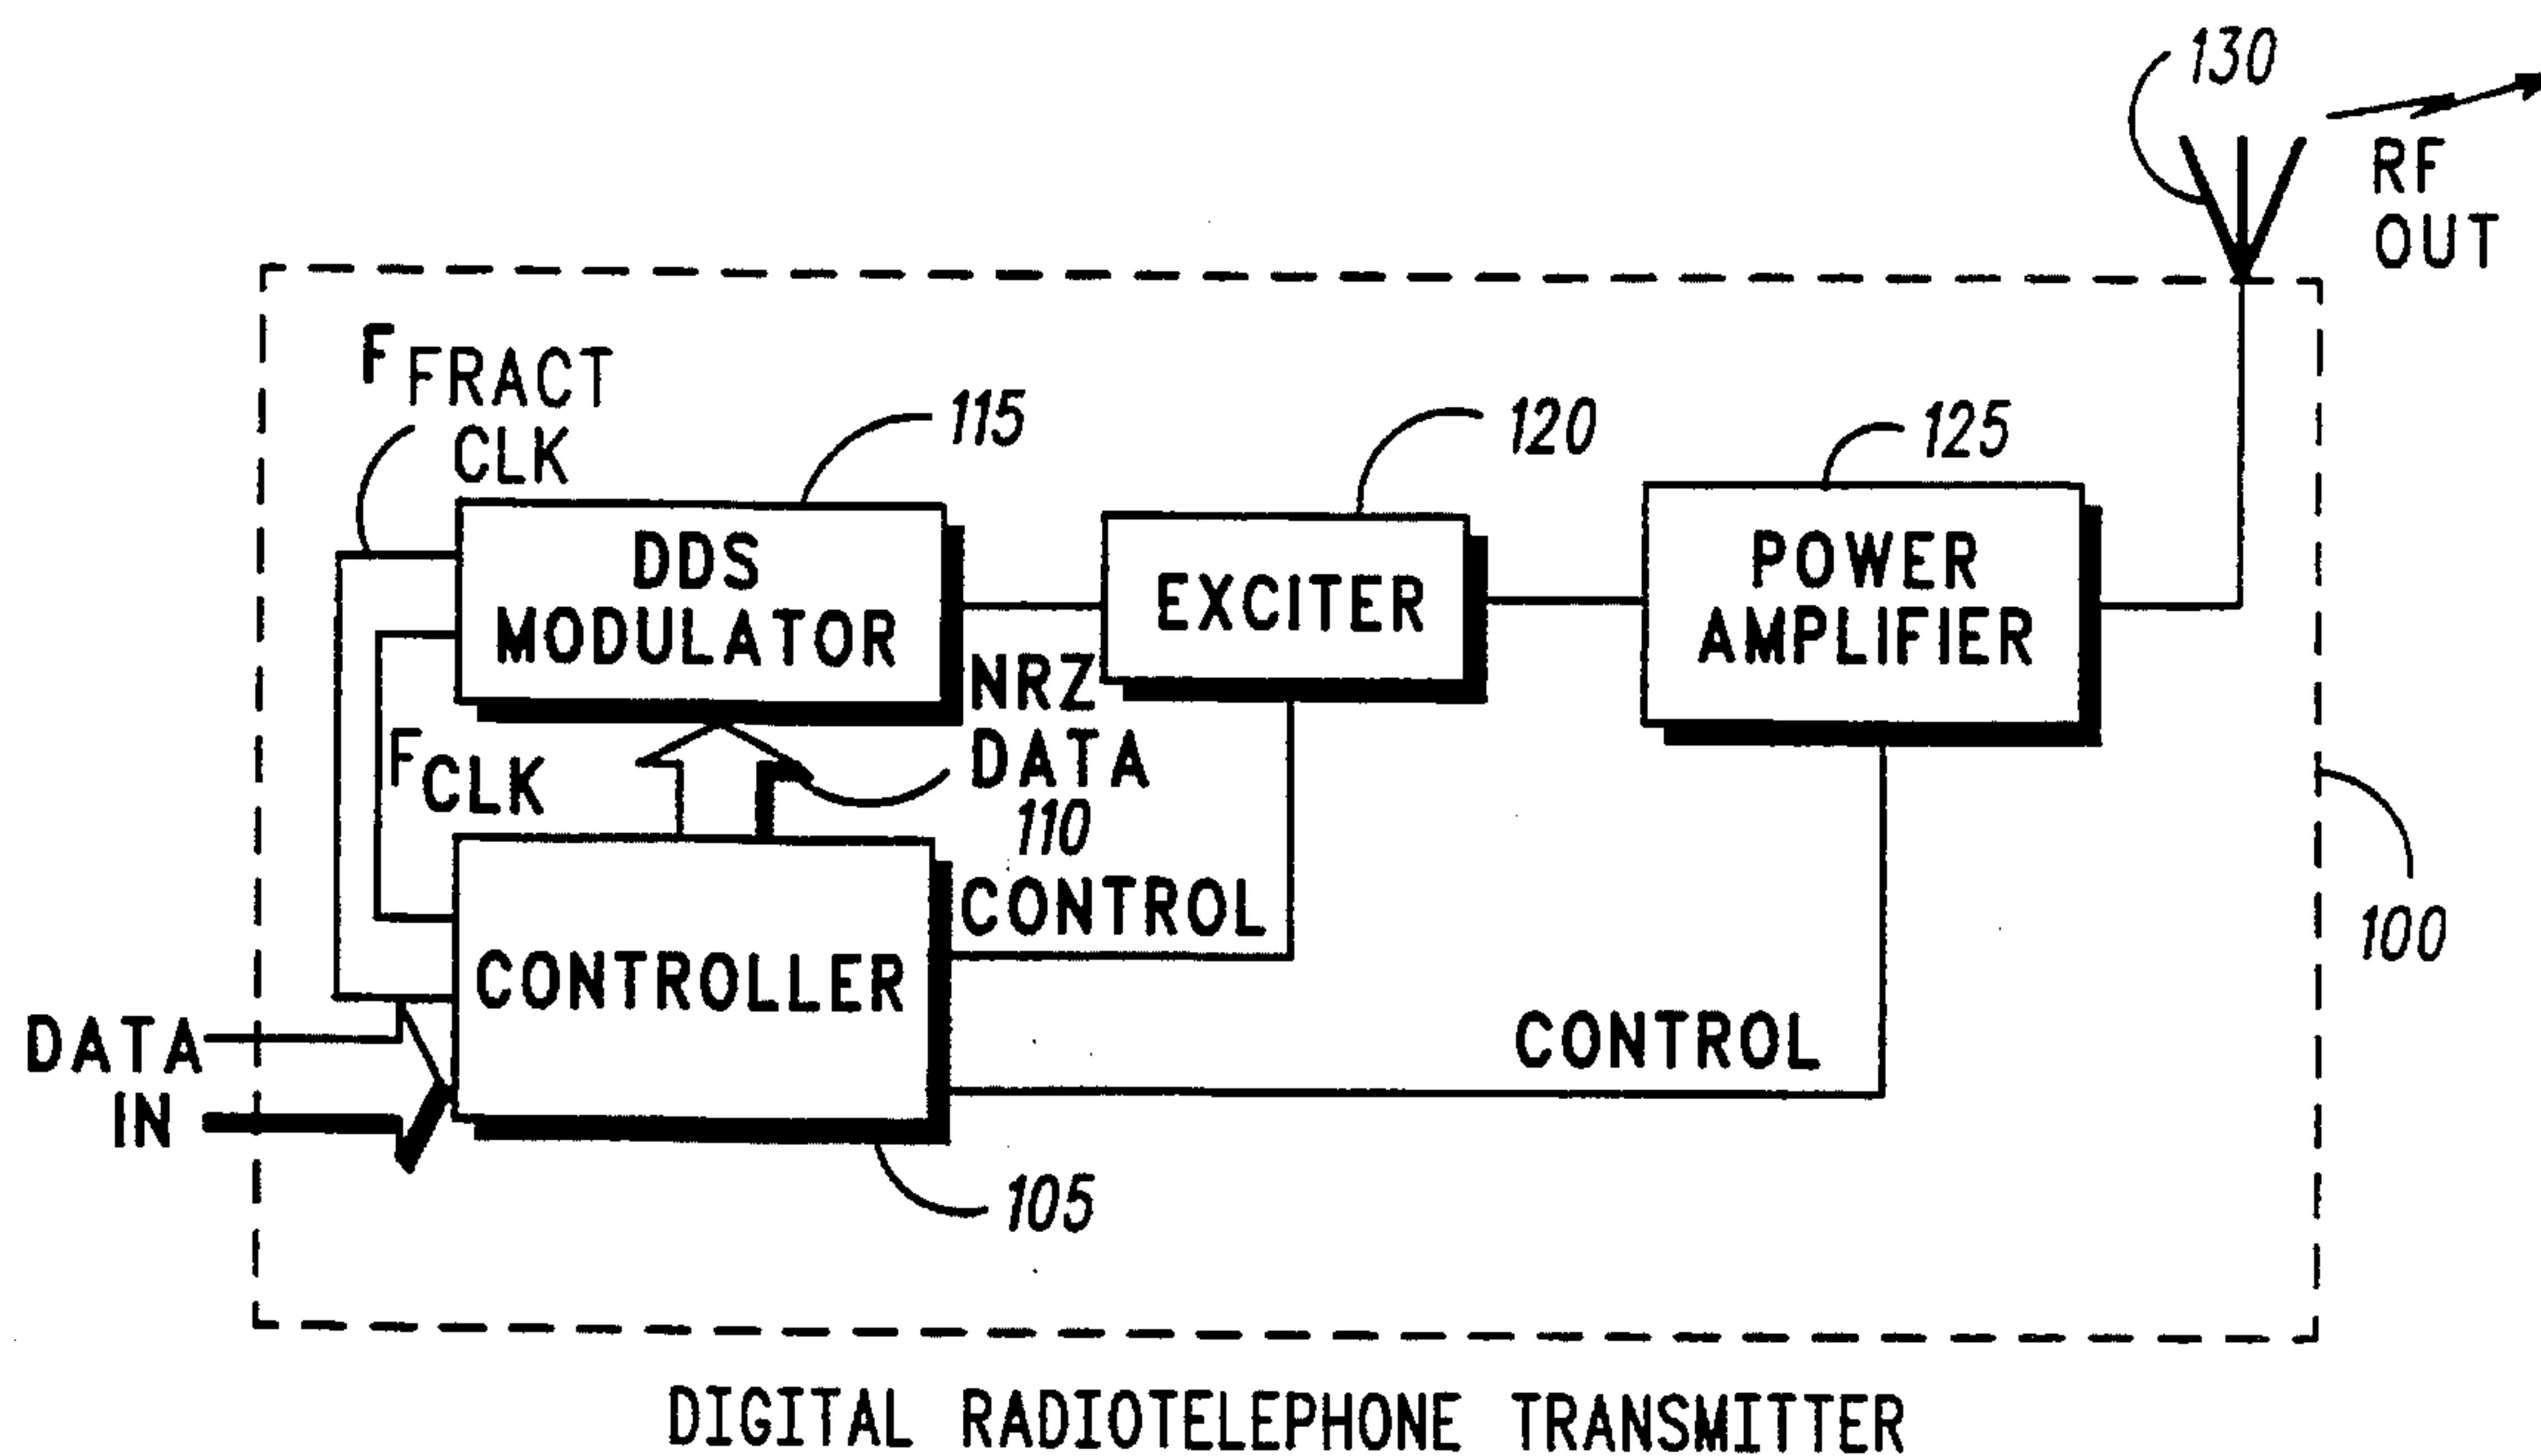 130
RF
OUT
F FRACT
CLK
115
120
125
DDS
MODULATOR
EXCITER
POWER
AMPLIFIER
NRZ
DATA
110
FCLK
CONTROL
100
CONTROLLER
DATA
IN
CONTROL
105
DIGITAL RADIOTELEPHONE TRANSMITTER